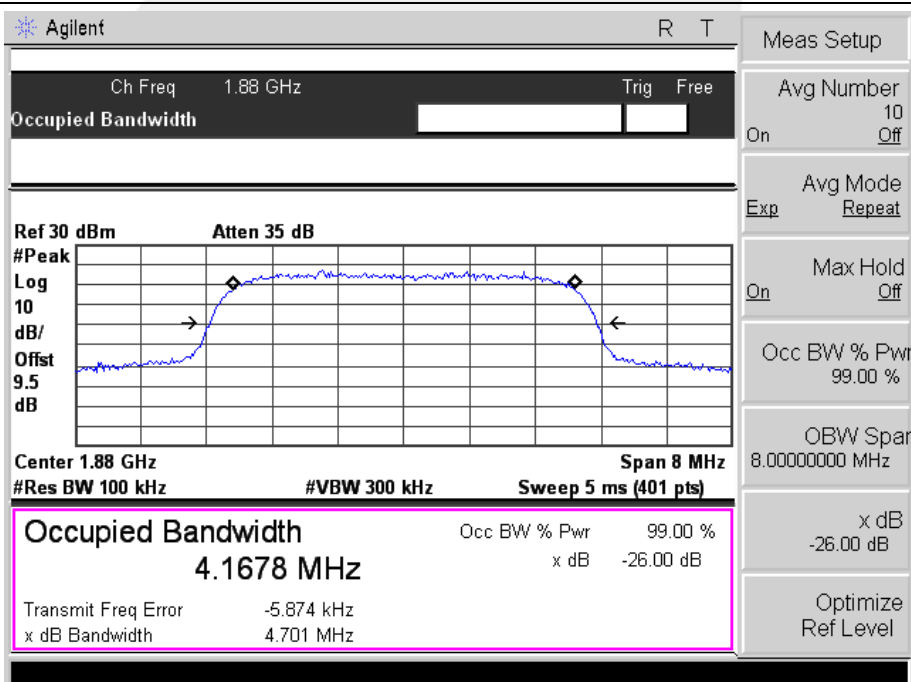 Agilent R T
Ch Freq 1.88 GHz Trig Free
Occupied Bandwidth
Ref 30 dBm Atten 35 dB
#Peak
Log
10
dB/
Offst
9.5
dB
Center 1.88 GHz Span 8 MHz
#Res BW 100 kHz #VBW 300 kHz Sweep 5 ms (401 pts)
Occupied Bandwidth
4.1678 MHz
Occ BW % Pwr 99.00 %
x dB -26.00 dB
Transmit Freq Error -5.874 kHz
x dB Bandwidth 4.701 MHz
Meas Setup
Avg Number
10
On Off
Avg Mode
Exp Repeat
Max Hold
On Off
Occ BW % Pwr
99.00 %
OBW Spar
8.00000000 MHz
x dB
-26.00 dB
Optimize
Ref Level